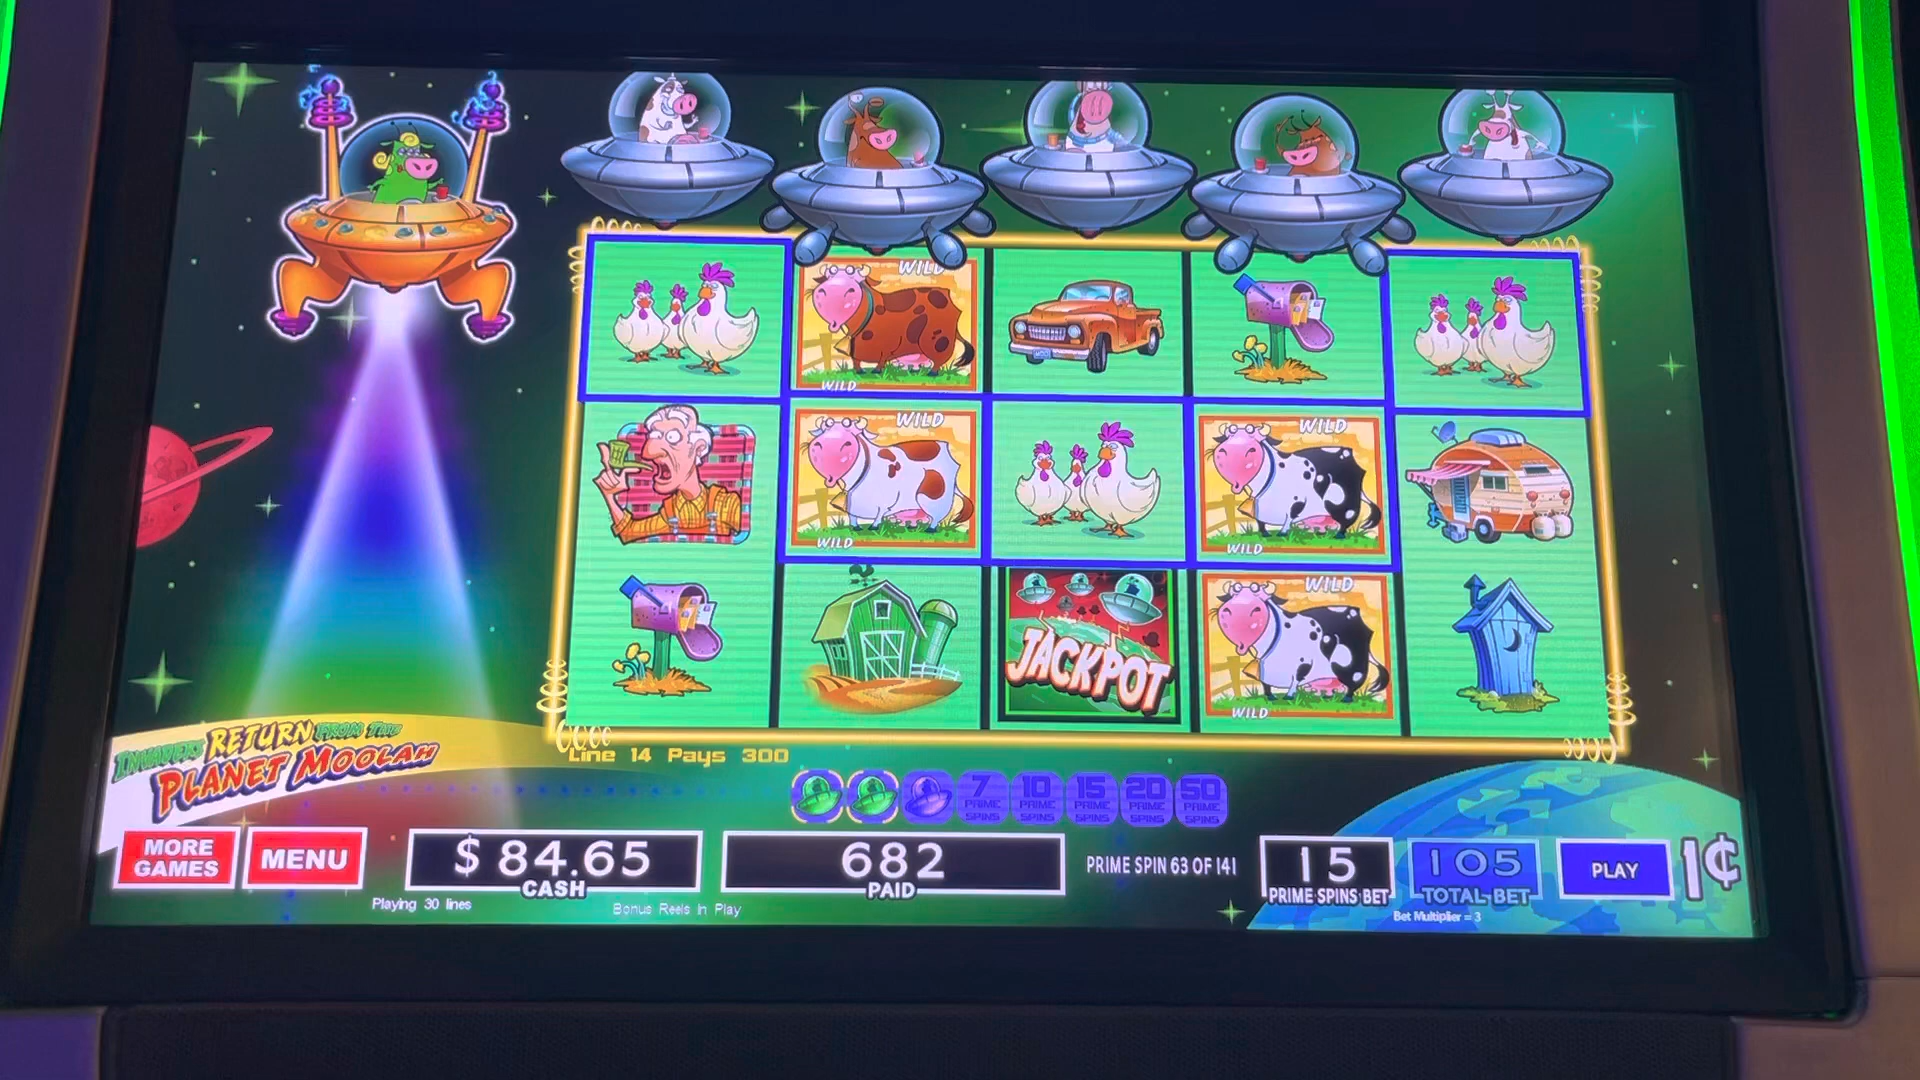 WILD
WILD
WILD
WILD
WILD
WILD
WILD
WILD
JACKPOT
INVADERS RETURN FROM THE
PLANET MOOLAH
Line 14 Pays 300
7 PRIME SPINS
10 PRIME SPINS
15 PRIME SPINS
20 PRIME SPINS
50 PRIME SPINS
MORE GAMES
MENU
$ 84.65
CASH
682
PAID
PRIME SPIN 63 OF 141
15
PRIME SPINS BET
105
TOTAL BET
PLAY
1¢
Playing 30 lines
Bonus Reels In Play
Bet Multiplier = 3